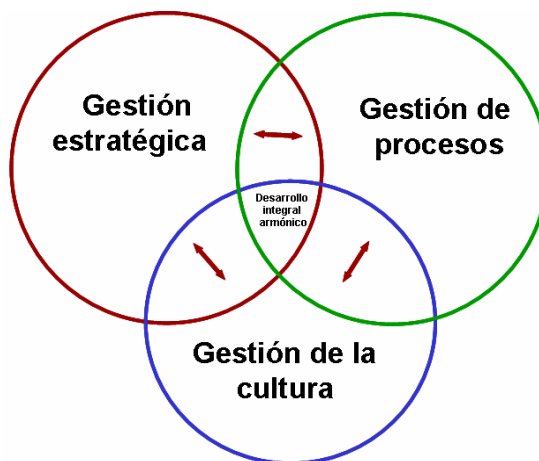 Gestión
estratégica
Gestión de
procesos
Desarrollo
integral
armónico
Gestión de la
cultura